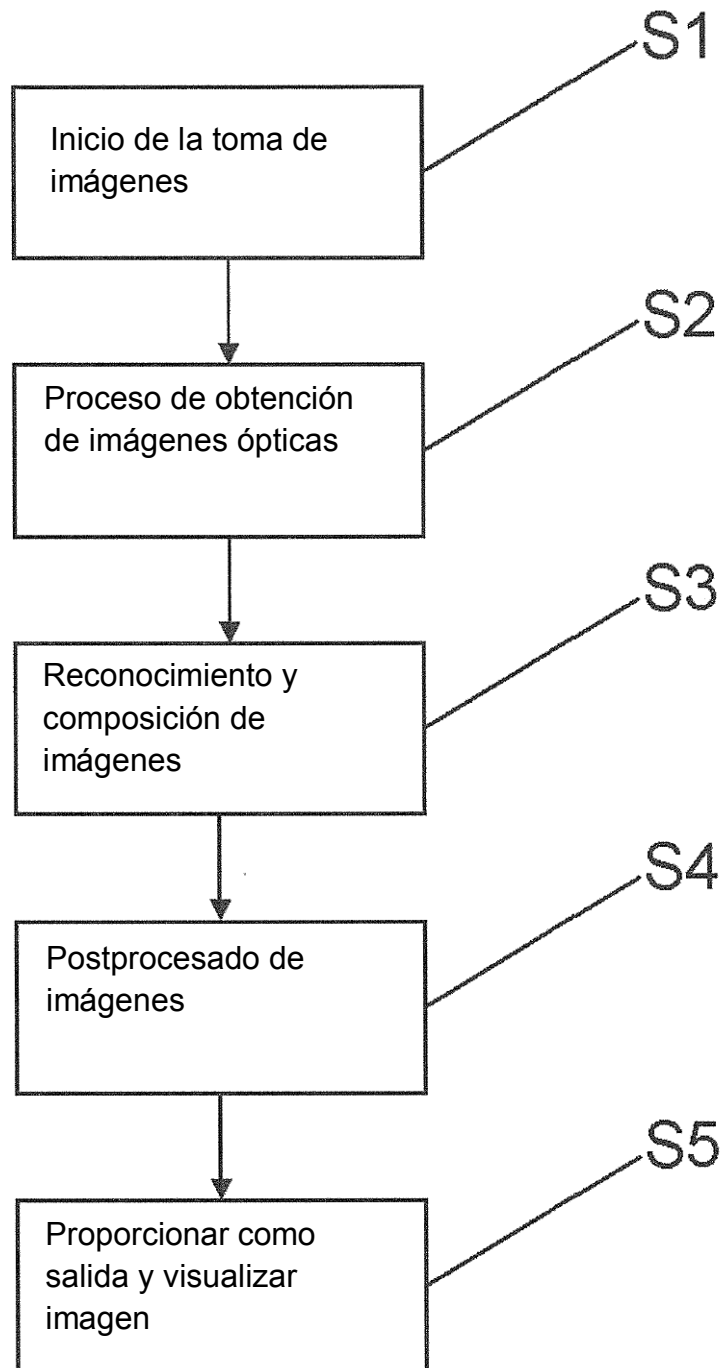 S1
Inicio de la toma de
imágenes
S2
Proceso de obtención
de imágenes ópticas
S3
Reconocimiento y
composición de
imágenes
S4
Postprocesado de
imágenes
S5
Proporcionar como
salida y visualizar
imagen